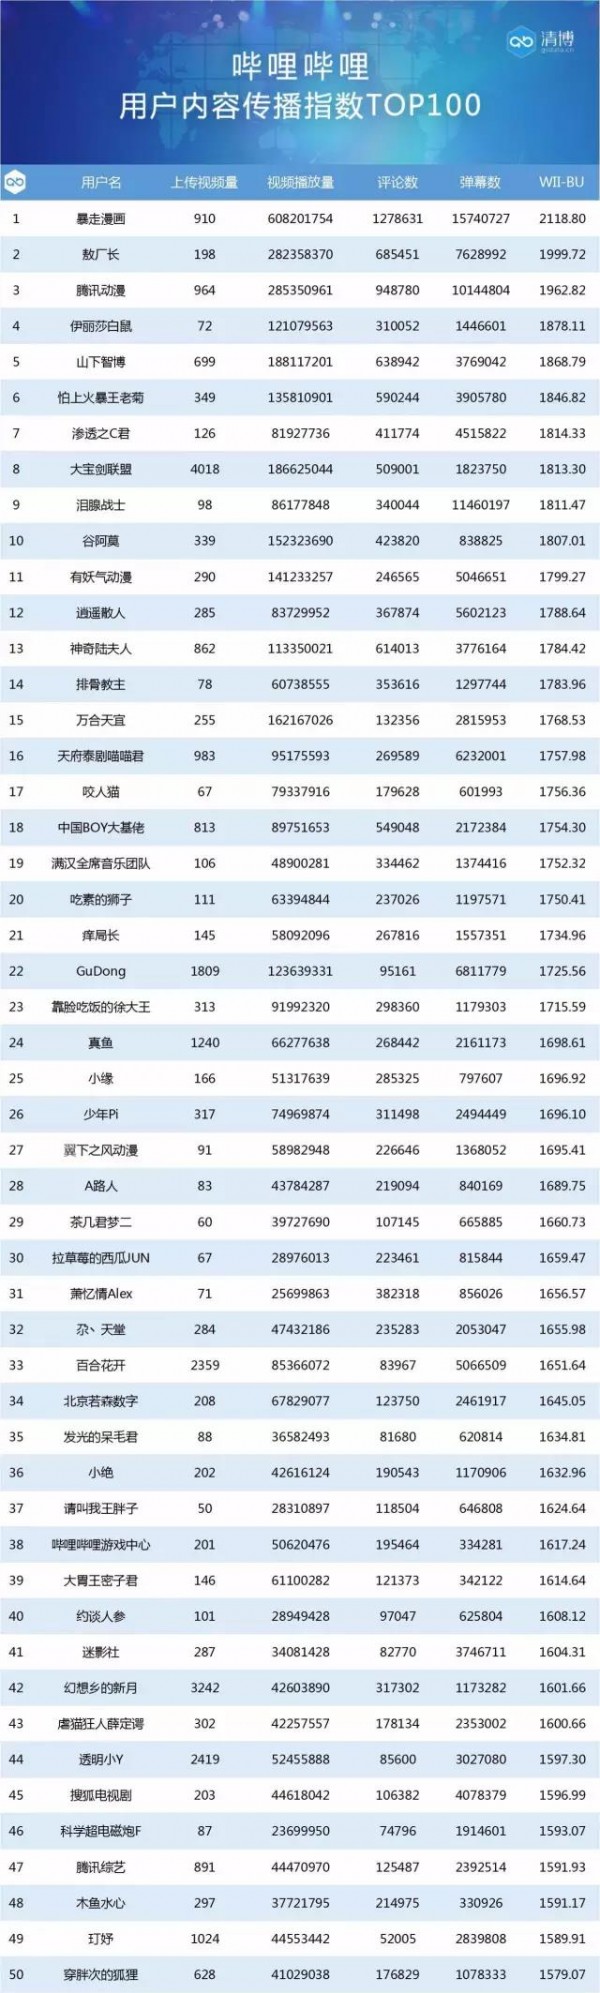 清博
gsdata.cn
哔哩哔哩
用户内容传播指数TOP100
用户名 上传视频量 视频播放量 评论数 弹幕数 WII-BU
1 暴走漫画 910 608201754 1278631 15740727 2118.80
2 敖厂长 198 282358370 685451 7628992 1999.72
3 腾讯动漫 964 285350961 948780 10144804 1962.82
4 伊丽莎白鼠 72 121079563 310052 1446601 1878.11
5 山下智博 699 188117201 638942 3769042 1868.79
6 怕上火暴王老菊 349 135810901 590244 3905780 1846.82
7 渗透之C君 126 81927736 411774 4515822 1814.33
8 大宝剑联盟 4018 186625044 509001 1823750 1813.30
9 泪腺战士 98 86177848 340044 11460197 1811.47
10 谷阿莫 339 152323690 423820 838825 1807.01
11 有妖气动漫 290 141233257 246565 5046651 1799.27
12 逍遥散人 285 83729952 367874 5602123 1788.64
13 神奇陆夫人 862 113350021 614013 3776164 1784.42
14 排骨教主 78 60738555 353616 1297744 1783.96
15 万合天宜 255 162167026 132356 2815953 1768.53
16 天府泰剧喵喵君 983 95175593 269589 6232001 1757.98
17 咬人猫 67 79337916 179628 601993 1756.36
18 中国BOY大基佬 813 89751653 549048 2172384 1754.30
19 满汉全席音乐团队 106 48900281 334462 1374416 1752.32
20 吃素的狮子 111 63394844 237026 1197571 1750.41
21 痒局长 145 58092096 267816 1557351 1734.96
22 GuDong 1809 123639331 95161 6811779 1725.56
23 靠脸吃饭的徐大王 313 91992320 298360 1179303 1715.59
24 真鱼 1240 66277638 268442 2161173 1698.61
25 小缘 166 51317639 285325 797607 1696.92
26 少年Pi 317 74969874 311498 2494449 1696.10
27 翼下之风动漫 91 58982948 226646 1368052 1695.41
28 A路人 83 43784287 219094 840169 1689.75
29 茶几君梦二 60 39727690 107145 665885 1660.73
30 拉草莓的西瓜JUN 67 28976013 223461 815844 1659.47
31 萧忆情Alex 71 25699863 382318 856026 1656.57
32 尕丶天堂 284 47432186 235283 2053047 1655.98
33 百合花开 2359 85366072 83967 5066509 1651.64
34 北京若森数字 208 67829077 123750 2461917 1645.05
35 发光的呆毛君 88 36582493 81680 620814 1634.81
36 小绝 202 42616124 190543 1170906 1632.96
37 请叫我王胖子 50 28310897 118504 646808 1624.64
38 哔哩哔哩游戏中心 201 50620476 195464 334281 1617.24
39 大胃王密子君 146 61100282 121373 342122 1614.64
40 约谈人参 101 28949428 97047 625804 1608.12
41 迷影社 287 34081428 82770 3746711 1604.31
42 幻想乡的新月 3242 42603890 317302 1173282 1601.66
43 虐猫狂人薛定谔 302 42257557 178134 2353002 1600.66
44 透明小Y 2419 52455888 85600 3027080 1597.30
45 搜狐电视剧 203 44618042 106382 4078379 1596.99
46 科学超电磁炮F 87 23699950 74796 1914601 1593.07
47 腾讯综艺 891 44470970 125487 2392514 1591.93
48 木鱼水心 297 37721795 214975 330926 1591.17
49 玎妤 1024 44553442 52005 2839808 1589.91
50 穿胖次的狐狸 628 41029038 176829 1078333 1579.07